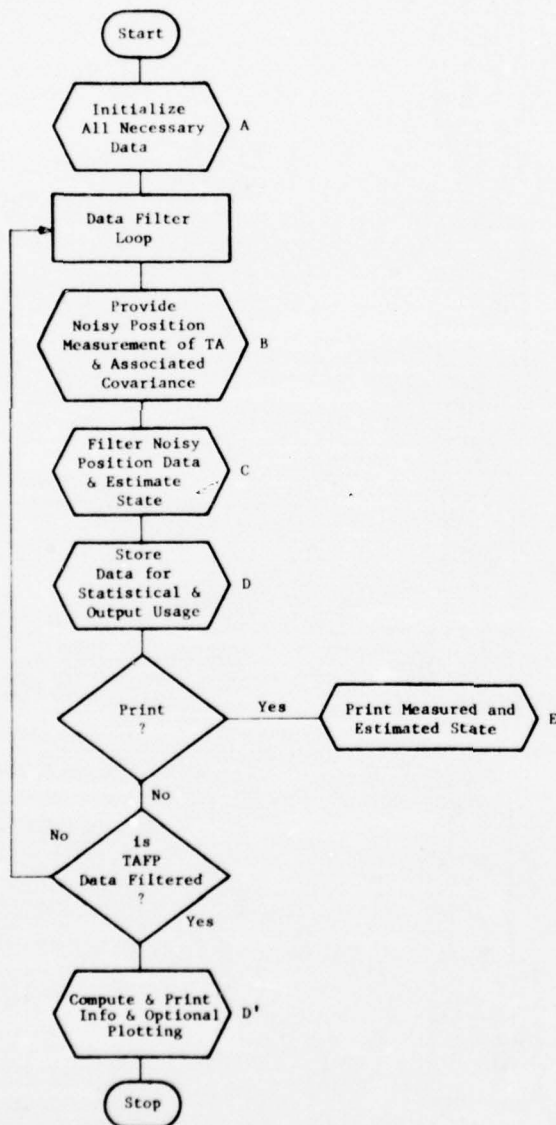 Start
Initialize
All Necessary
Data
A
Data Filter
Loop
Provide
Noisy Position
Measurement of TA
& Associated
Covariance
B
Filter Noisy
Position Data
& Estimate
State
C
Store
Data for
Statistical &
Output Usage
D
Print
?
Yes
Print Measured and
Estimated State
E
No
No
is
TAFP
Data Filtered
?
Yes
Compute & Print
Info & Optional
Plotting
D'
Stop